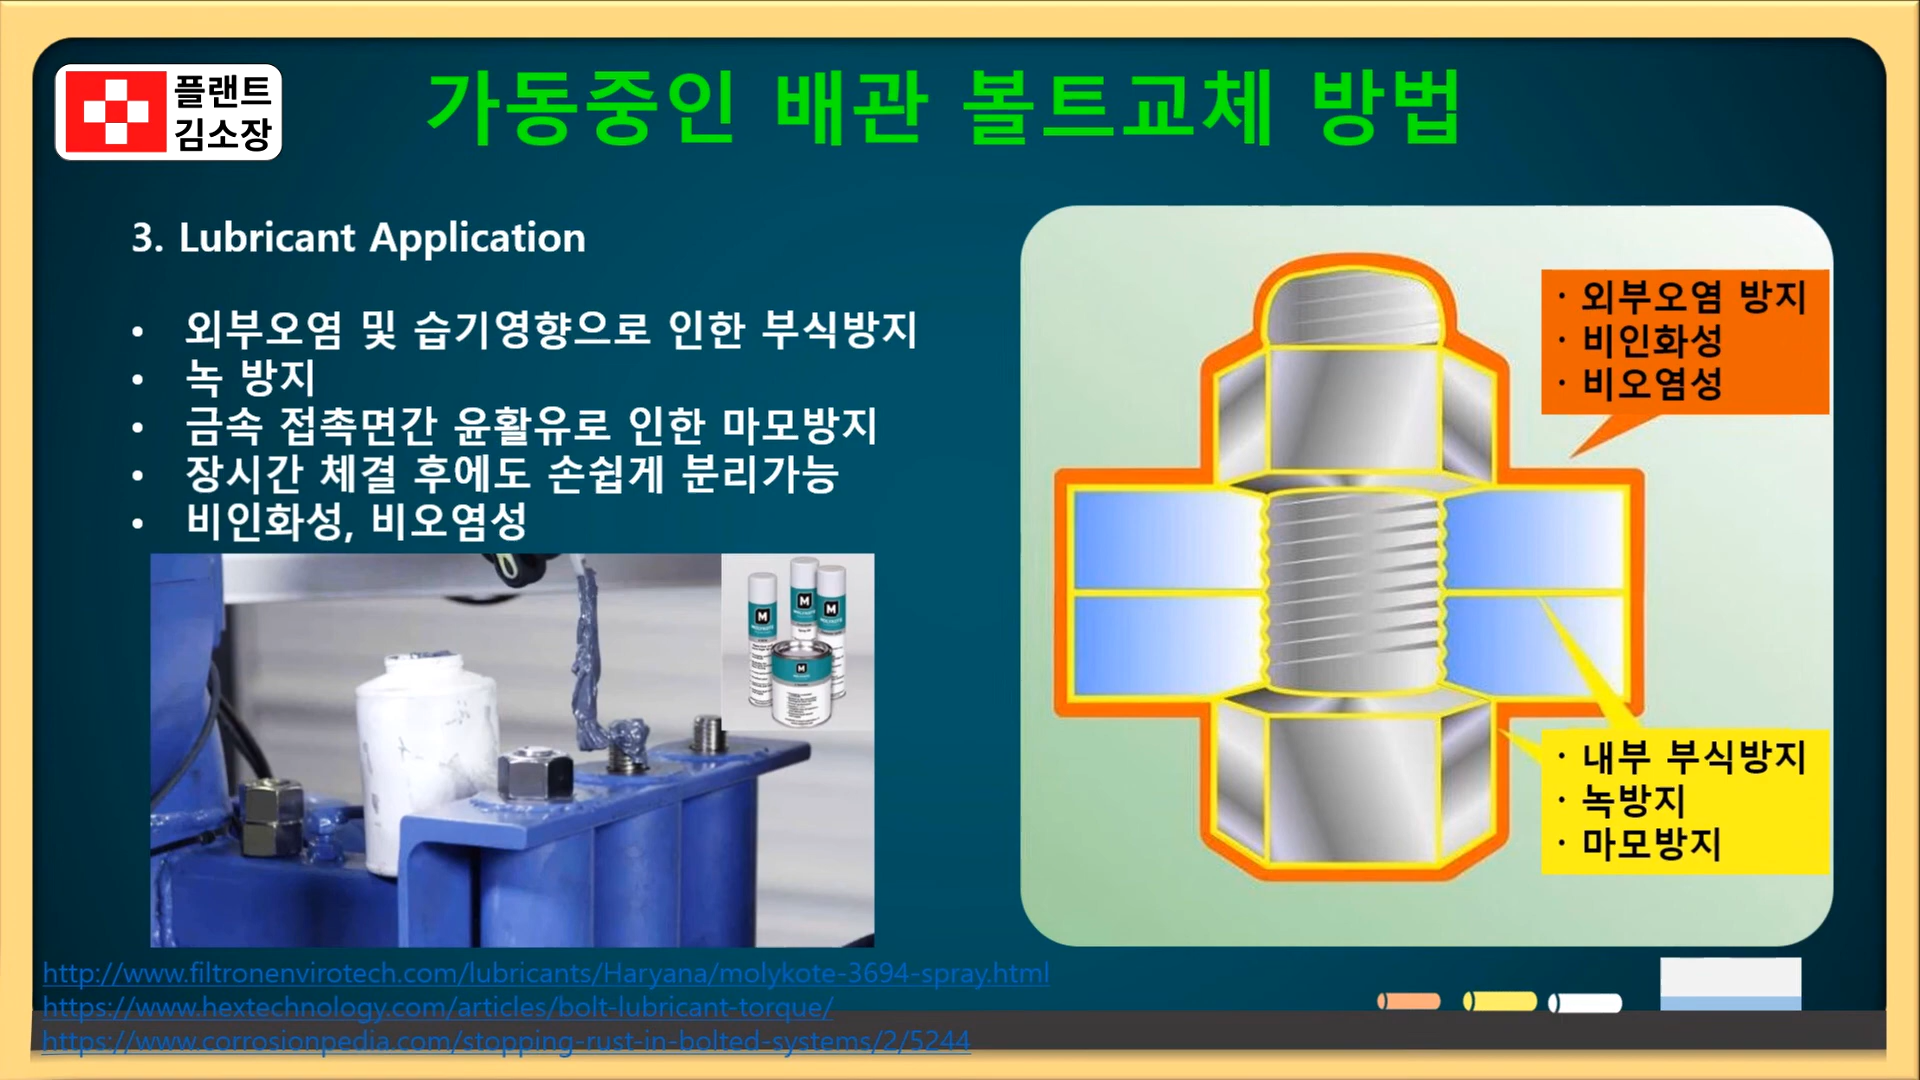 플랜트
김소장
가동중인 배관 볼트교체 방법
3. Lubricant Application
• 외부오염 및 습기영향으로 인한 부식방지
• 녹 방지
• 금속 접촉면간 윤활유로 인한 마모방지
• 장시간 체결 후에도 손쉽게 분리가능
• 비인화성, 비오염성
· 외부오염 방지
· 비인화성
· 비오염성
· 내부 부식방지
· 녹방지
· 마모방지
M
M
M
M
http://www.filtronenvirotech.com/lubricants/Haryana/molykote-3694-spray.html
https://www.hextechnology.com/articles/bolt-lubricant-torque/
https://www.corrosionpedia.com/stopping-rust-in-bolted-systems/2/5244